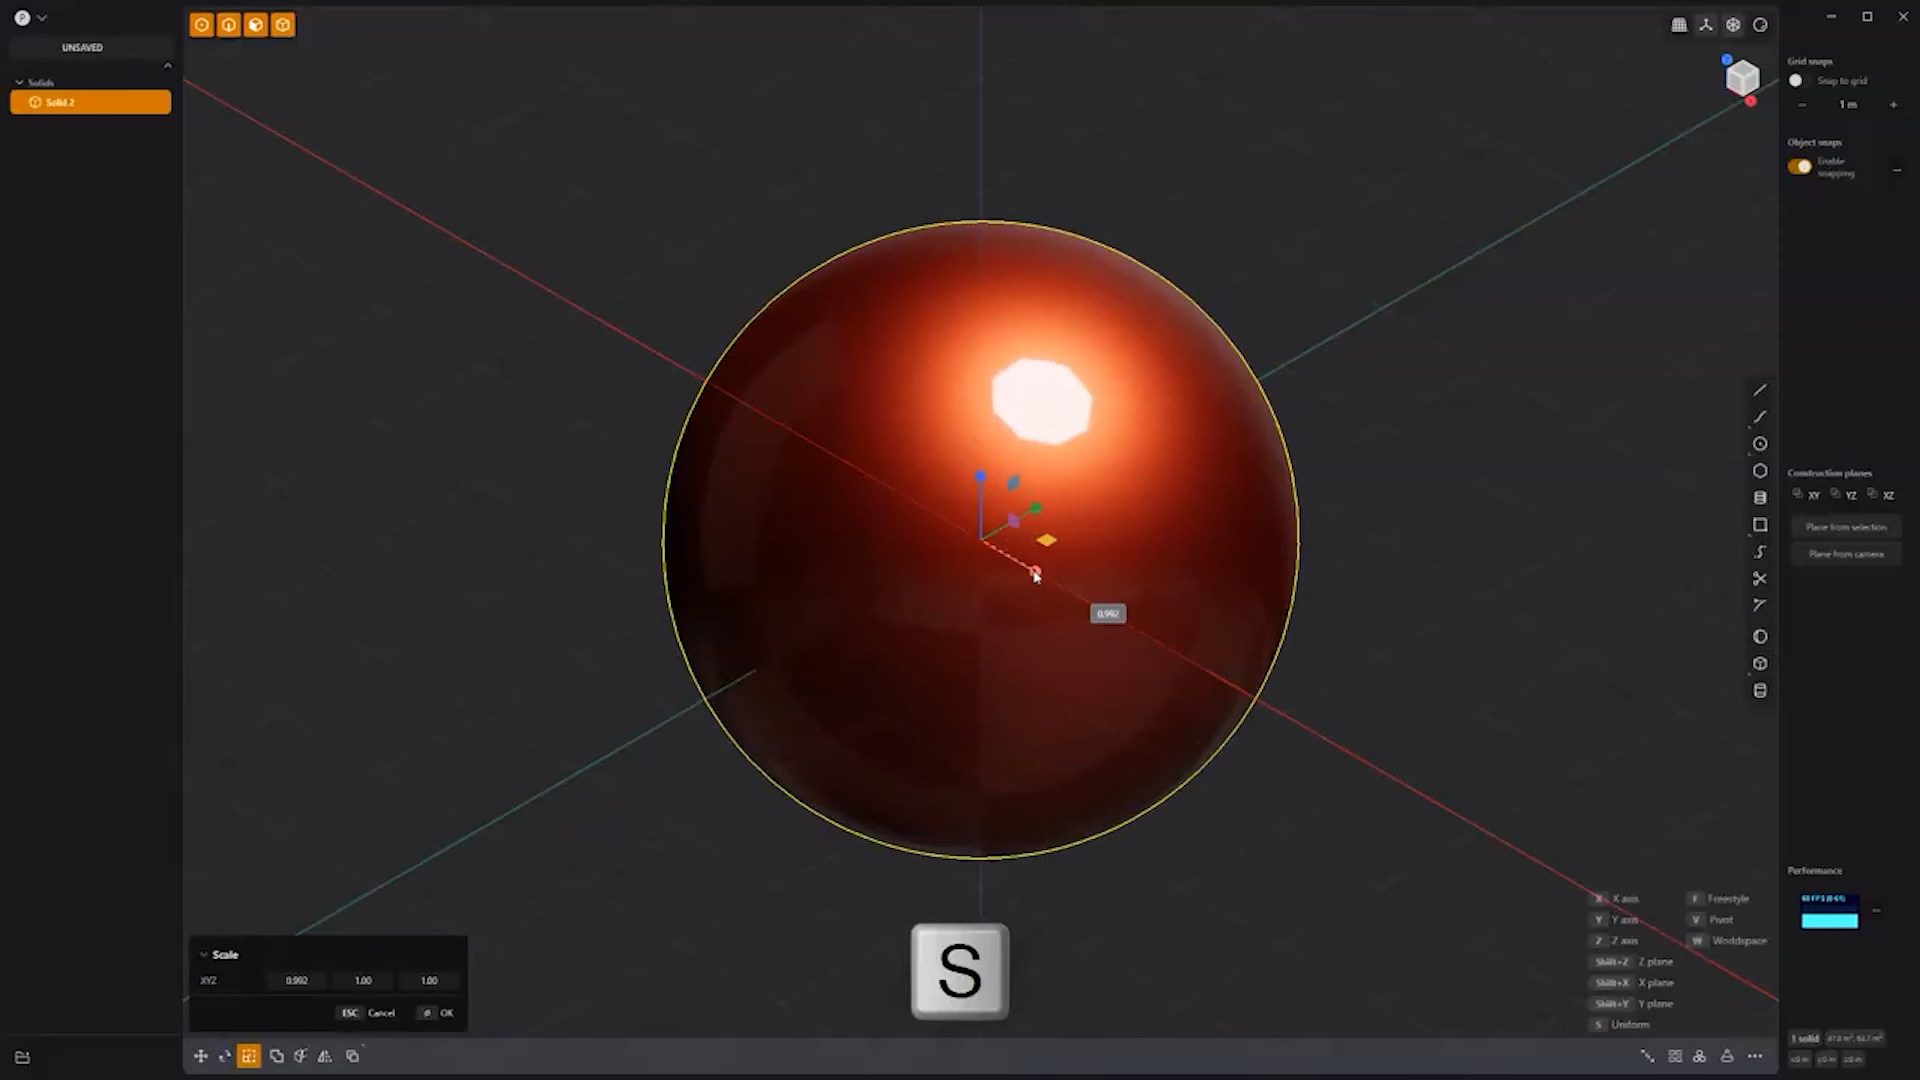 P
UNSAVED
Solids
Solid 2
Grid snaps
Snap to grid
1 m
Object snaps
Enable
snapping
Construction planes
XY YZ XZ
Plane from selection
Plane from camera
0.992
Performance
X X axis
Y Y axis
Z Z axis
Shift+Z Z plane
Shift+X X plane
Shift+Y Y plane
S Uniform
F Freestyle
V Pivot
W Worldspace
Scale
XYZ 0.992 1.00 1.00
ESC Cancel OK
S
1 solid